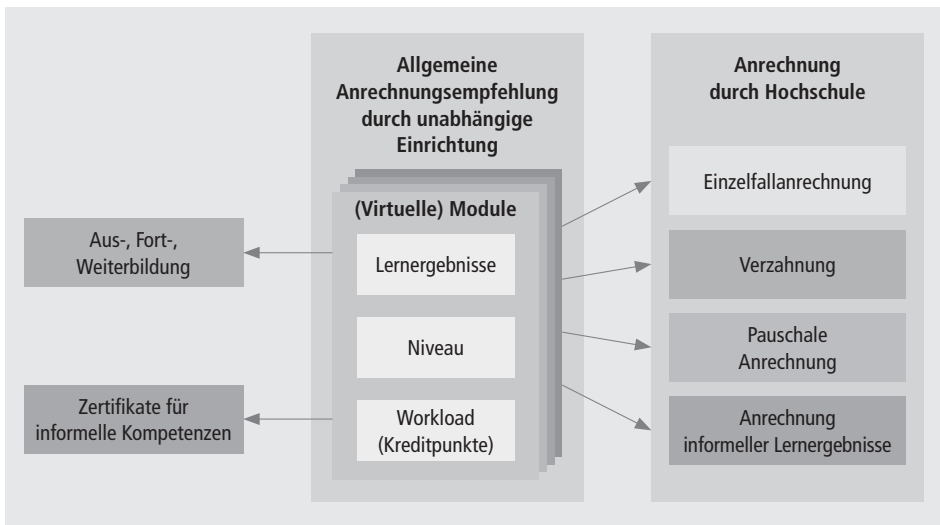 Allgemeine
Anrechnungsempfehlung
durch unabhängige
Einrichtung
(Virtuelle) Module
Lernergebnisse
Niveau
Workload
(Kreditpunkte)
Aus-, Fort-,
Weiterbildung
Zertifikate für
informelle Kompetenzen
Anrechnung
durch Hochschule
Einzelfallanrechnung
Verzahnung
Pauschale
Anrechnung
Anrechnung
informeller Lernergebnisse